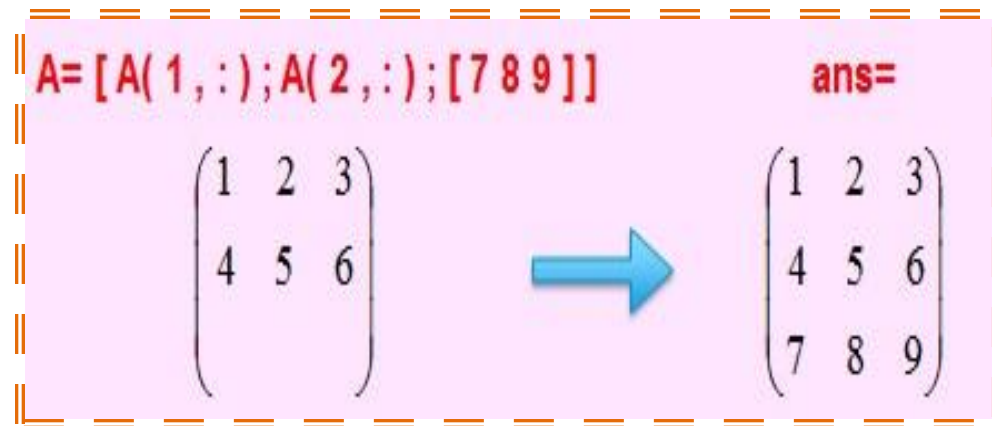 A= [ A( 1 , : ) ; A( 2 , : ) ; [ 7 8 9 ] ] ans=
1 2 3 1 2 3
4 5 6 4 5 6
7 8 9